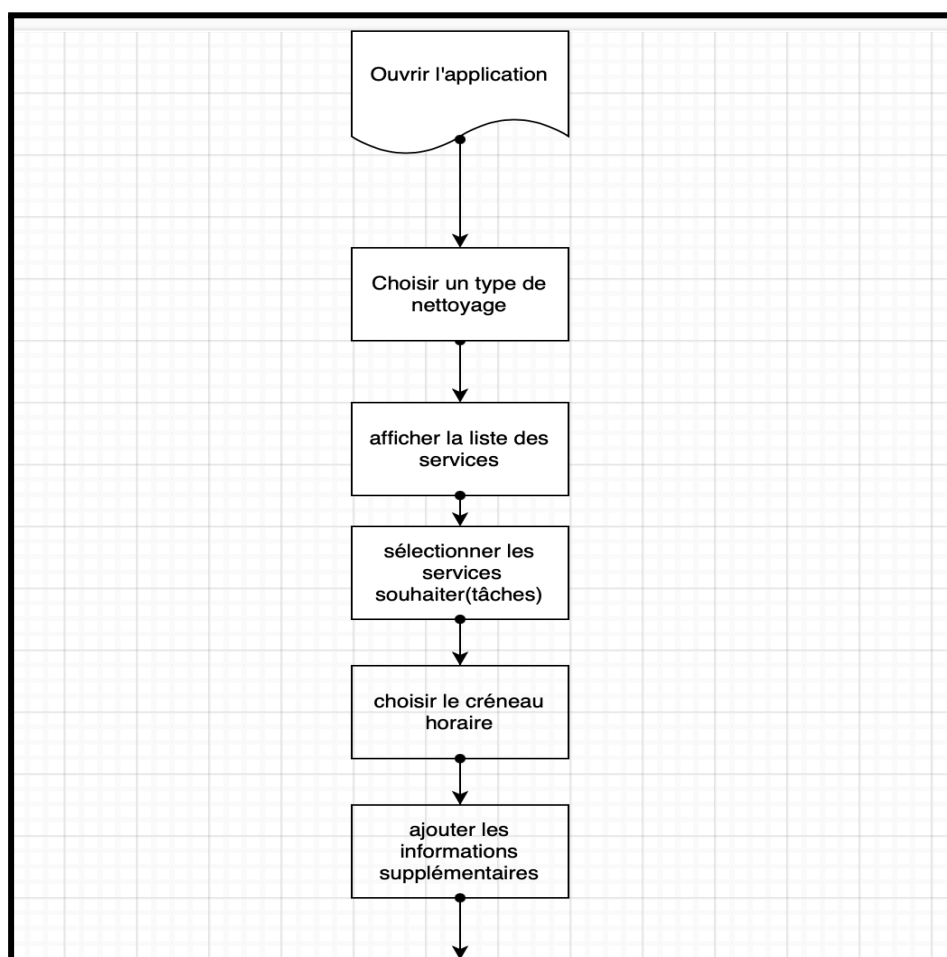 Ouvrir l'application
Choisir un type de
nettoyage
afficher la liste des
services
sélectionner les
services
souhaiter(tâches)
choisir le créneau
horaire
ajouter les
informations
supplémentaires